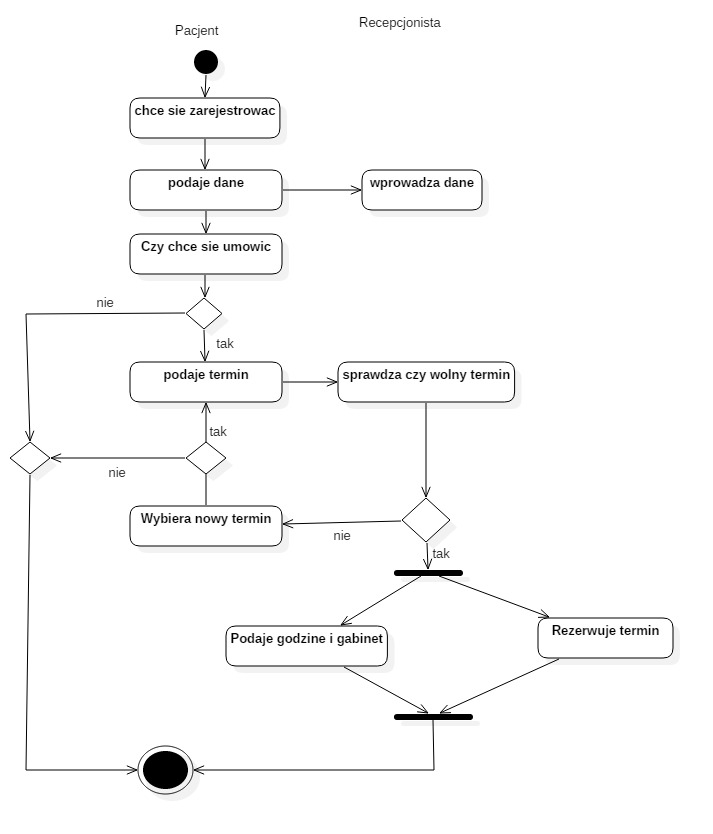 Pacjent
Recepcjonista
chce sie zarejestrowac
podaje dane
wprowadza dane
Czy chce sie umowic
nie
tak
podaje termin
sprawdza czy wolny termin
tak
nie
Wybiera nowy termin
nie
tak
Podaje godzine i gabinet
Rezerwuje termin